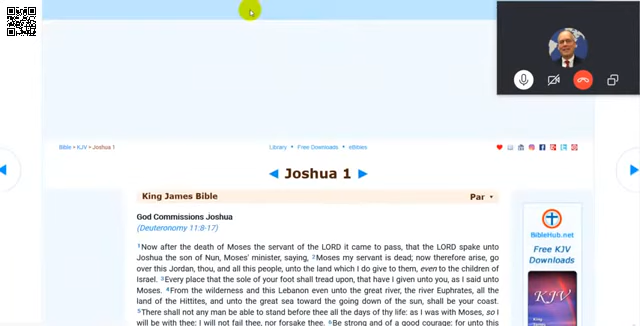 Bible > KJV > Joshua 1
Library • Free Downloads • eBibles
◄ Joshua 1 ►
King James Bible
Par ▾
God Commissions Joshua
(Deuteronomy 11:8-17)
1Now after the death of Moses the servant of the LORD it came to pass, that the LORD spake unto
Joshua the son of Nun, Moses' minister, saying, 2Moses my servant is dead; now therefore arise, go
over this Jordan, thou, and all this people, unto the land which I do give to them, even to the children of
Israel. 3Every place that the sole of your foot shall tread upon, that have I given unto you, as I said unto
Moses. 4From the wilderness and this Lebanon even unto the great river, the river Euphrates, all the
land of the Hittites, and unto the great sea toward the going down of the sun, shall be your coast.
5There shall not any man be able to stand before thee all the days of thy life: as I was with Moses, so I
will be with thee: I will not fail thee, nor forsake thee. 6Be strong and of a good courage: for unto this
BibleHub.net
Free KJV
Downloads
KJV